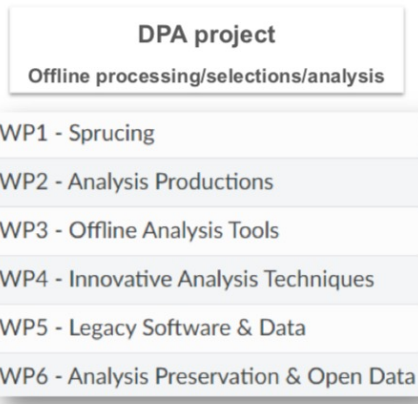 DPA project
Offline processing/selections/analysis
WP1 - Sprucing
WP2 - Analysis Productions
WP3 - Offline Analysis Tools
WP4 - Innovative Analysis Techniques
WP5 - Legacy Software & Data
WP6 - Analysis Preservation & Open Data